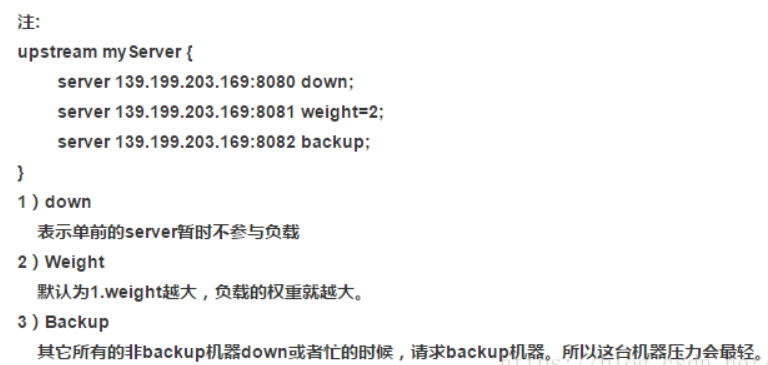 注:
upstream myServer {
server 139.199.203.169:8080 down;
server 139.199.203.169:8081 weight=2;
server 139.199.203.169:8082 backup;
}
1）down
表示单前的server暂时不参与负载
2）Weight
默认为1.weight越大，负载的权重就越大。
3）Backup
其它所有的非backup机器down或者忙的时候，请求backup机器。所以这台机器压力会最轻。